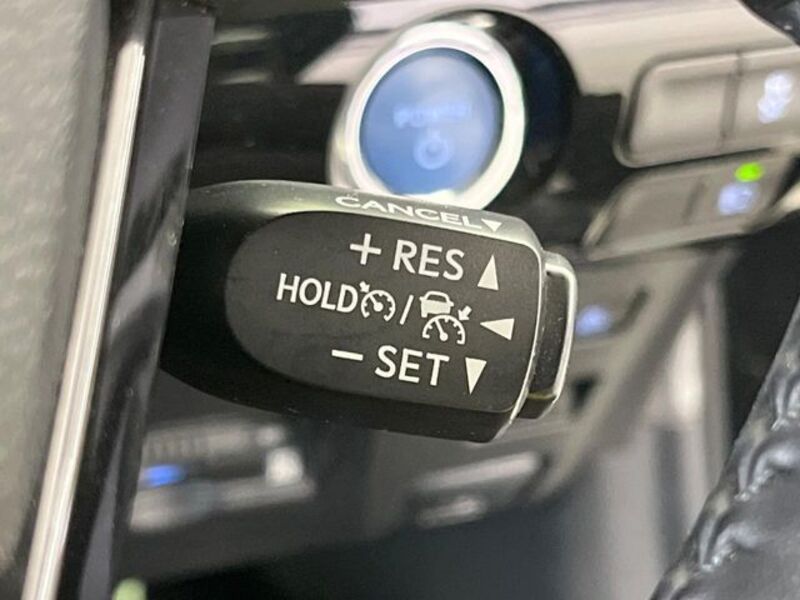 POWER
CANCEL▼
+ RES ▲
HOLD / ◀
− SET ▼